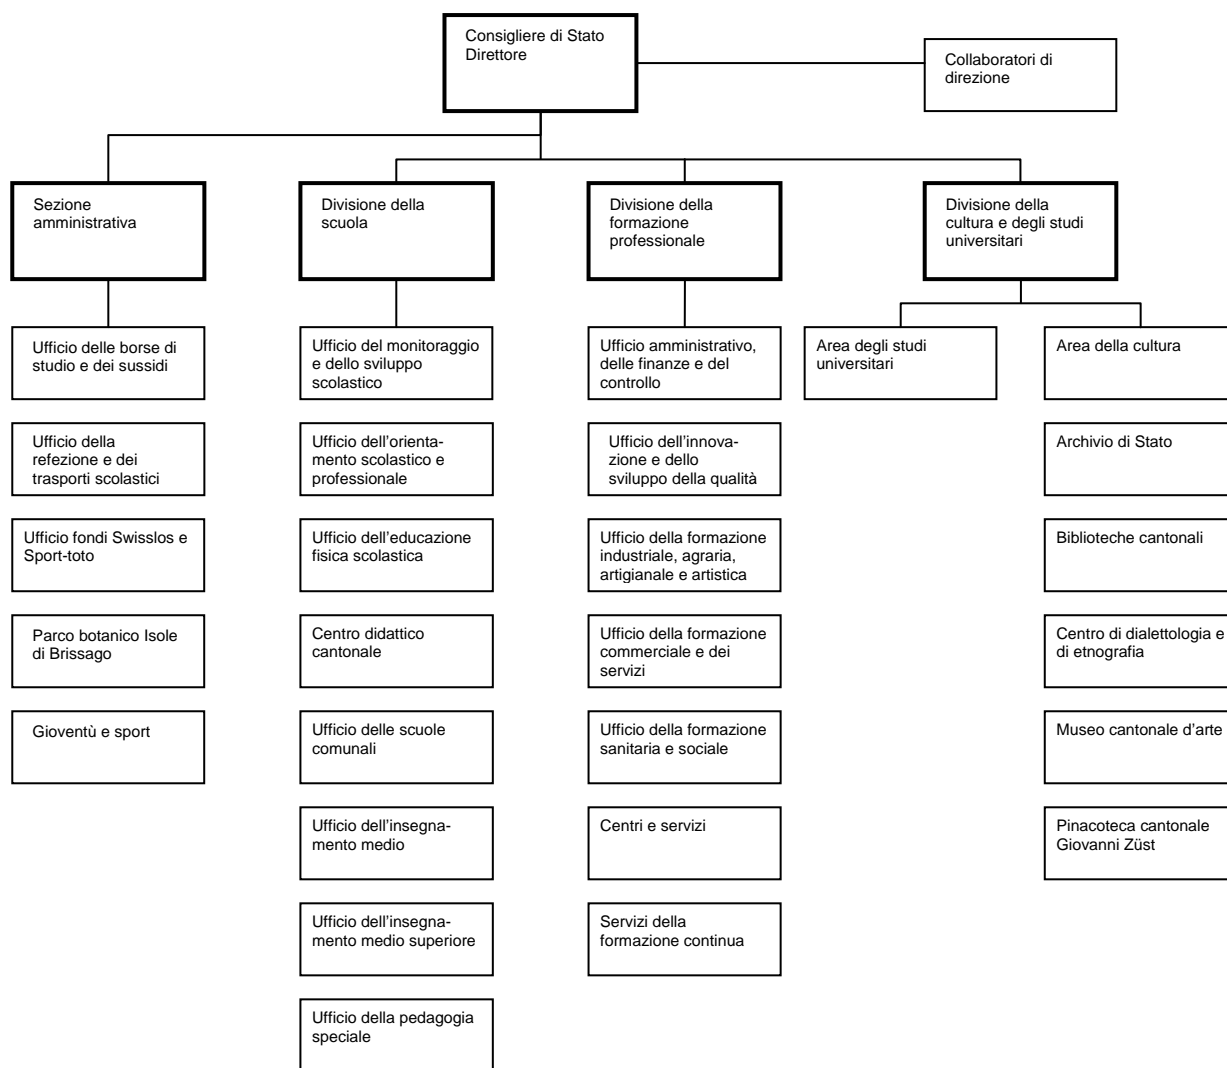 Consigliere di Stato
Direttore
Collaboratori di
direzione
Sezione
amministrativa
Divisione della
scuola
Divisione della
formazione
professionale
Divisione della
cultura e degli studi
universitari
Ufficio delle borse di
studio e dei sussidi
Ufficio della
refezione e dei
trasporti scolastici
Ufficio fondi Swisslos e
Sport-toto
Parco botanico Isole
di Brissago
Gioventù e sport
Ufficio del monitoraggio
e dello sviluppo
scolastico
Ufficio dell'orienta-
mento scolastico e
professionale
Ufficio dell'educazione
fisica scolastica
Centro didattico
cantonale
Ufficio delle scuole
comunali
Ufficio dell'insegna-
mento medio
Ufficio dell'insegna-
mento medio superiore
Ufficio della pedagogia
speciale
Ufficio amministrativo,
delle finanze e del
controllo
Ufficio dell'innova-
zione e dello
sviluppo della qualità
Ufficio della formazione
industriale, agraria,
artigianale e artistica
Ufficio della formazione
commerciale e dei
servizi
Ufficio della formazione
sanitaria e sociale
Centri e servizi
Servizi della
formazione continua
Area degli studi
universitari
Area della cultura
Archivio di Stato
Biblioteche cantonali
Centro di dialettologia e
di etnografia
Museo cantonale d'arte
Pinacoteca cantonale
Giovanni Züst